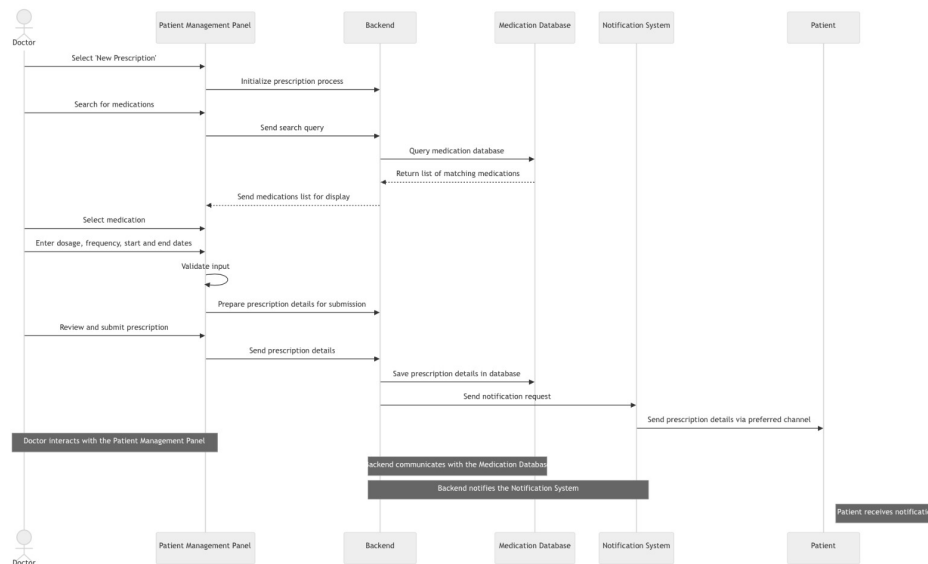 Patient Management Panel
Backend
Medication Database
Notification System
Patient
Doctor
Select 'New Prescription'
Initialize prescription process
Search for medications
Send search query
Query medication database
Return list of matching medications
Send medications list for display
Select medication
Enter dosage, frequency, start and end dates
Validate input
Prepare prescription details for submission
Review and submit prescription
Send prescription details
Save prescription details in database
Send notification request
Send prescription details via preferred channel
Doctor interacts with the Patient Management Panel
ackend communicates with the Medication Databas
Backend notifies the Notification System
Patient receives notificatio
Patient Management Panel
Backend
Medication Database
Notification System
Patient
Doctor